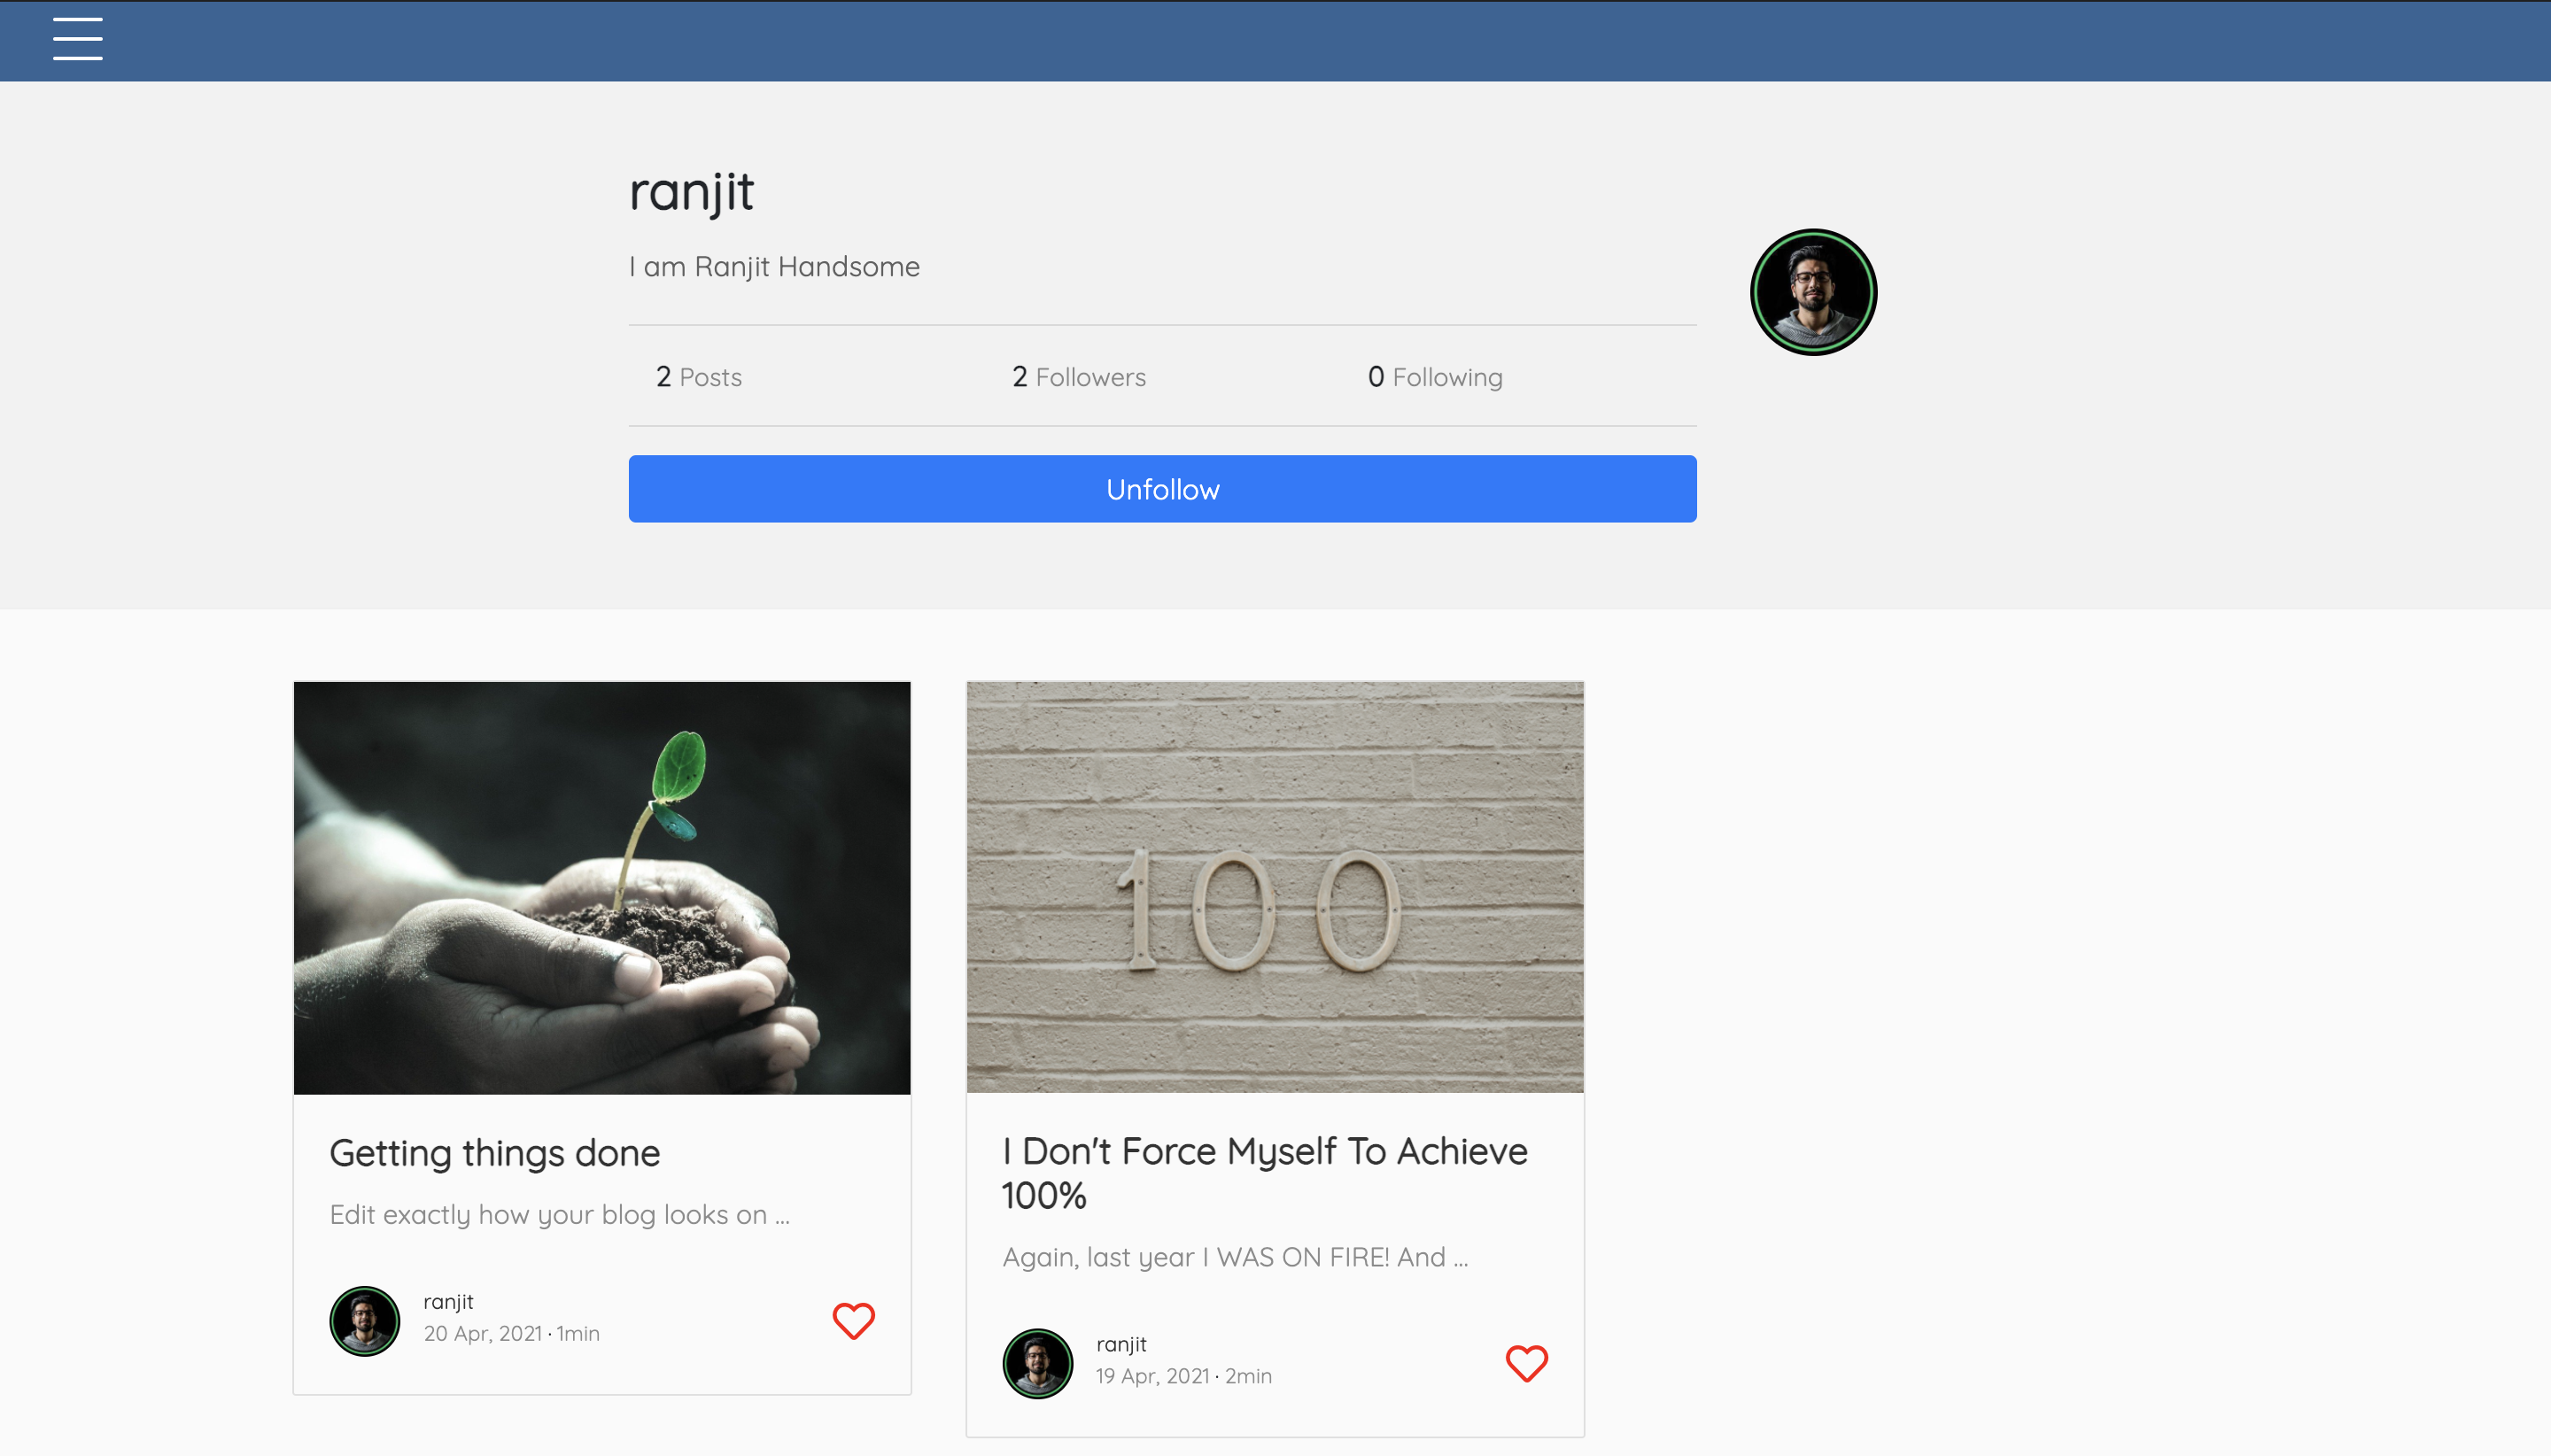 ranjit
I am Ranjit Handsome
2 Posts 2 Followers 0 Following
Unfollow
100
Getting things done
Edit exactly how your blog looks on ...
ranjit
20 Apr, 2021 · 1min
I Don't Force Myself To Achieve
100%
Again, last year I WAS ON FIRE! And ...
ranjit
19 Apr, 2021 · 2min